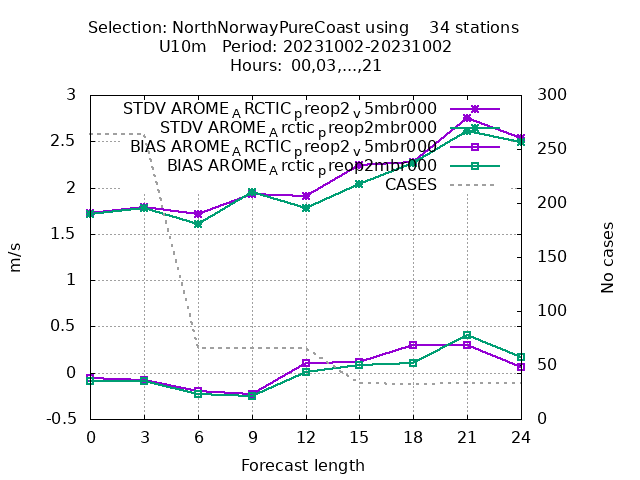 Selection: NorthNorwayPureCoast using    34 stations
U10m   Period: 20231002-20231002
Hours:  00,03,...,21
STDV AROME_ARCTIC_preop2_v5mbr000
STDV AROME_Arctic_preop2mbr000
BIAS AROME_ARCTIC_preop2_v5mbr000
BIAS AROME_Arctic_preop2mbr000
CASES
3
2.5
2
1.5
1
0.5
0
-0.5
m/s
300
250
200
150
100
50
0
No cases
0 3 6 9 12 15 18 21 24
Forecast length